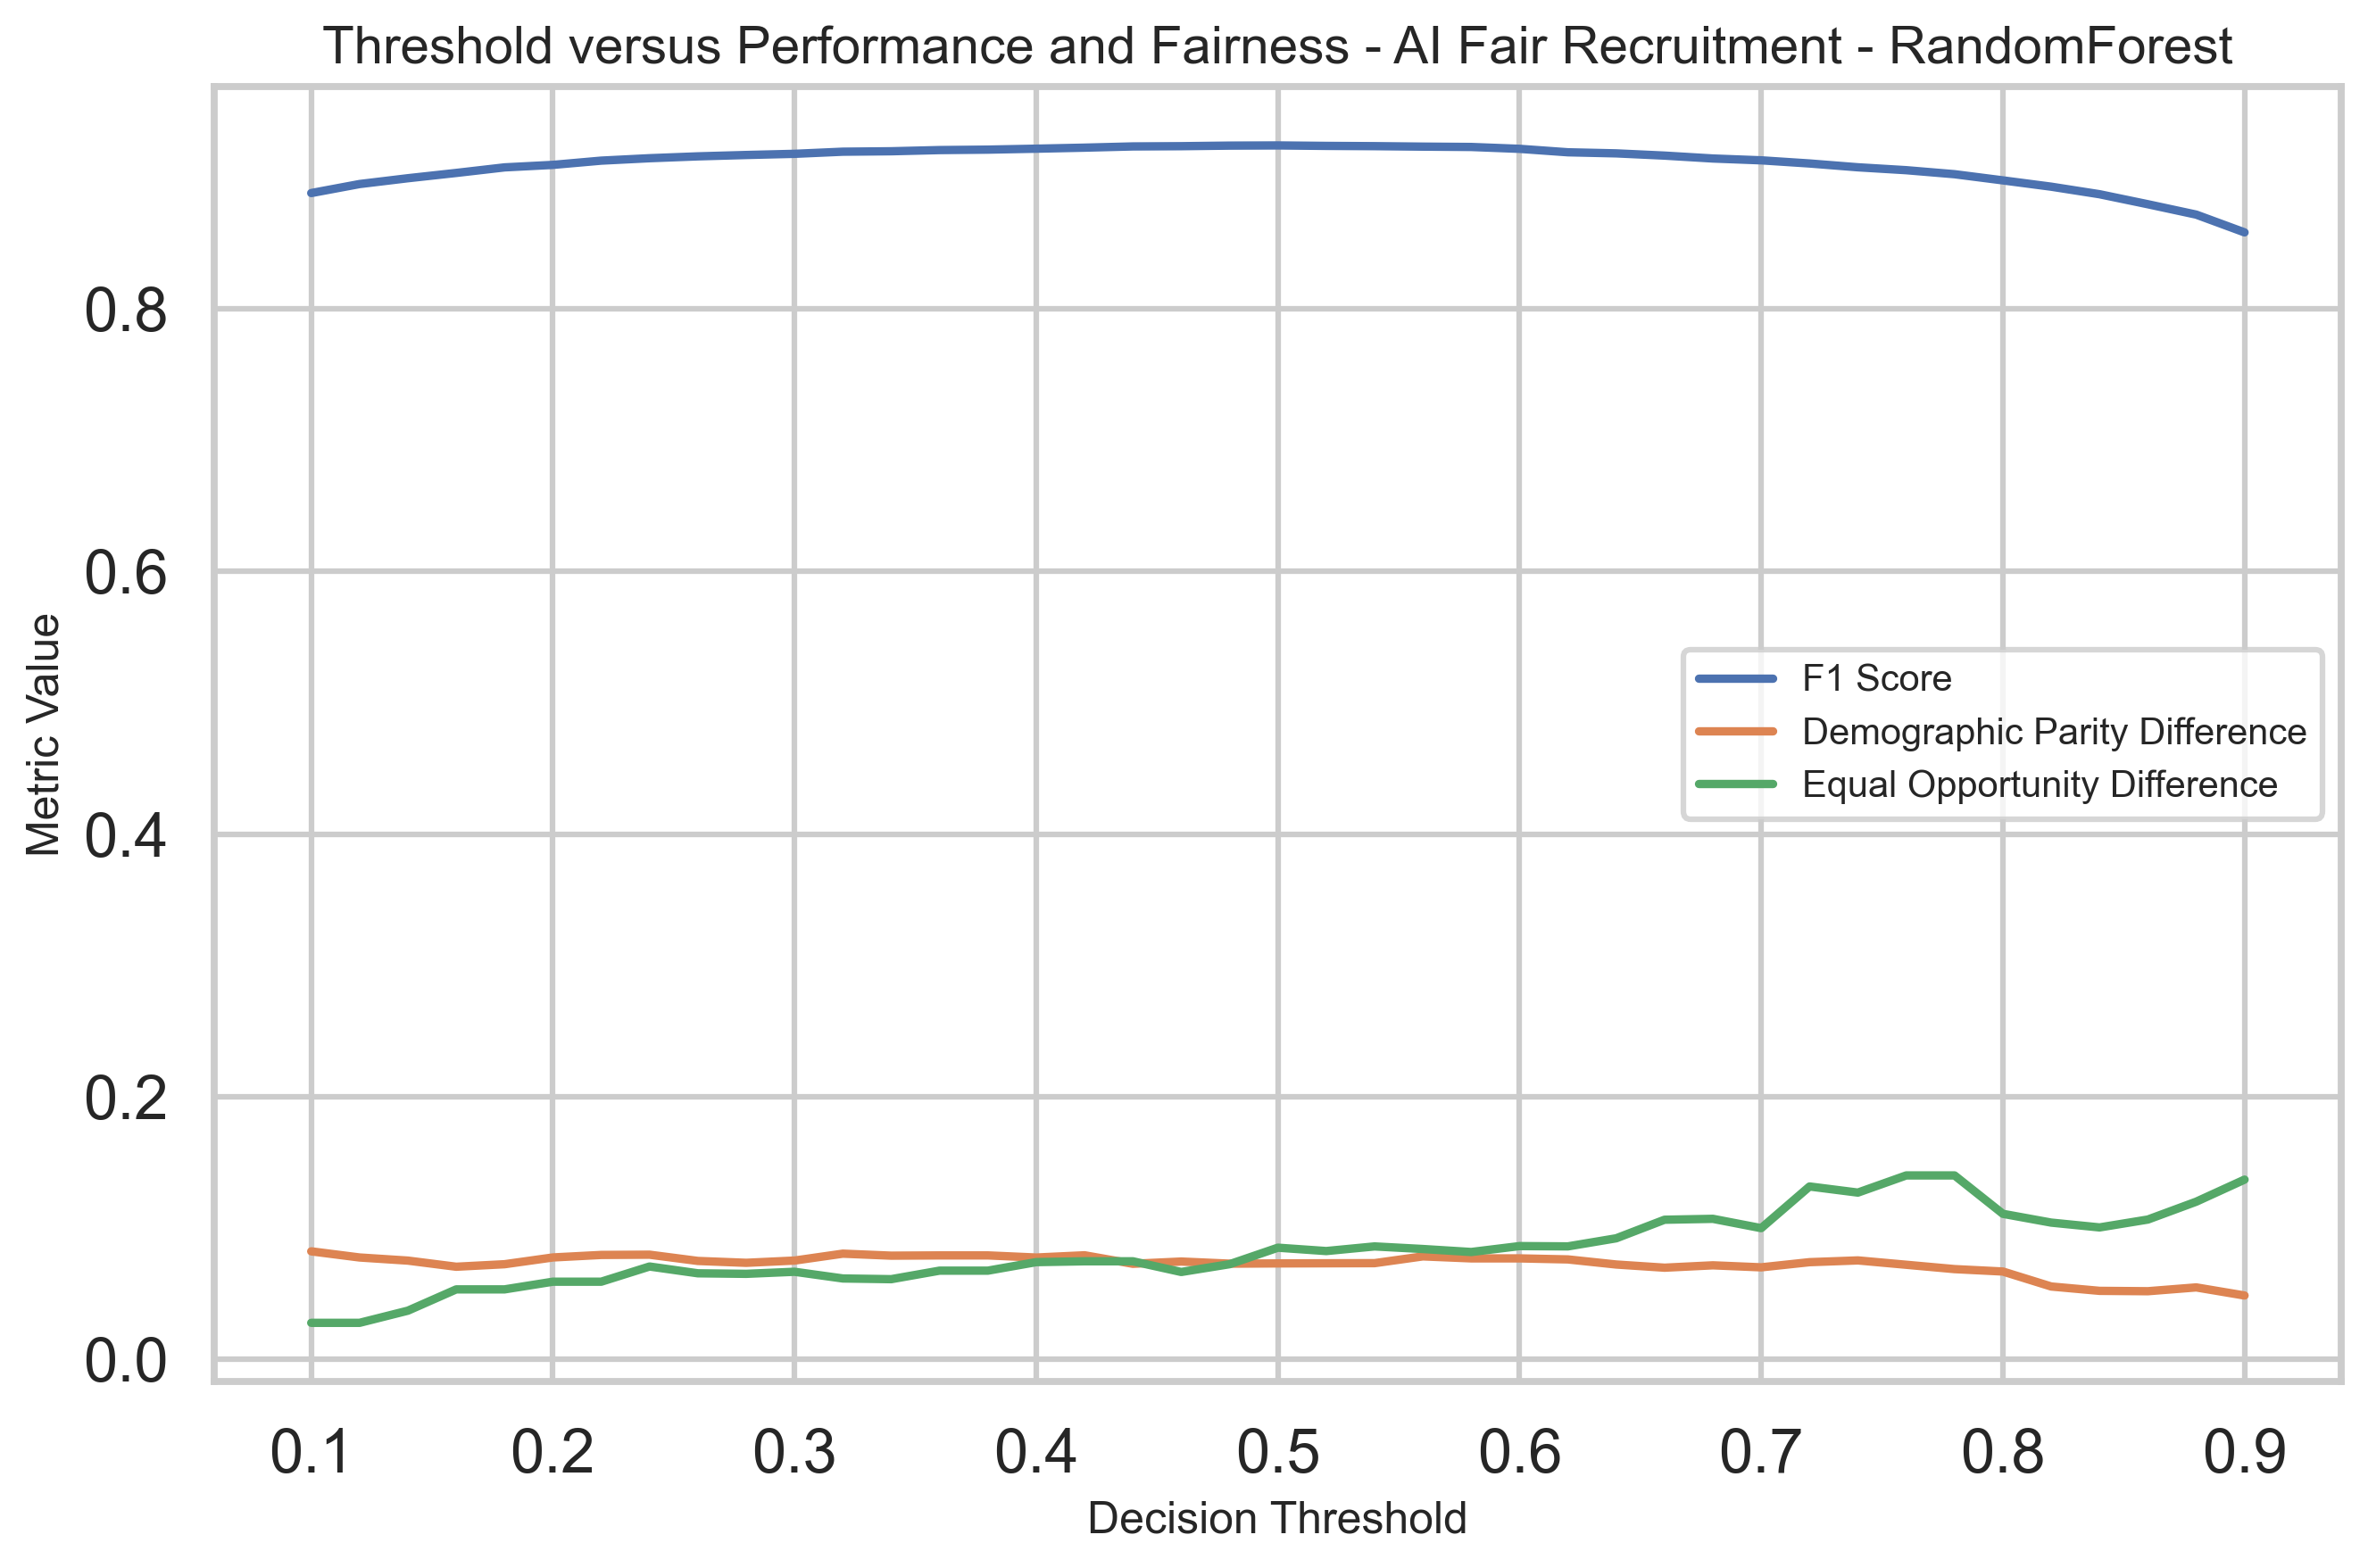 Threshold versus Performance and Fairness - AI Fair Recruitment - RandomForest
0.8
0.6
0.4
0.2
0.0
Metric Value
F1 Score
Demographic Parity Difference
Equal Opportunity Difference
0.1 0.2 0.3 0.4 0.5 0.6 0.7 0.8 0.9
Decision Threshold